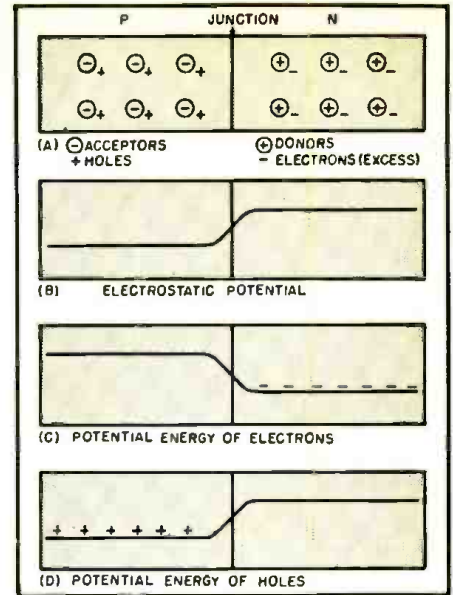 P JUNCTION N
(A) ⊖ACCEPTORS ⊕DONORS
+ HOLES - ELECTRONS (EXCESS)
(B) ELECTROSTATIC POTENTIAL
(C) POTENTIAL ENERGY OF ELECTRONS
(D) POTENTIAL ENERGY OF HOLES